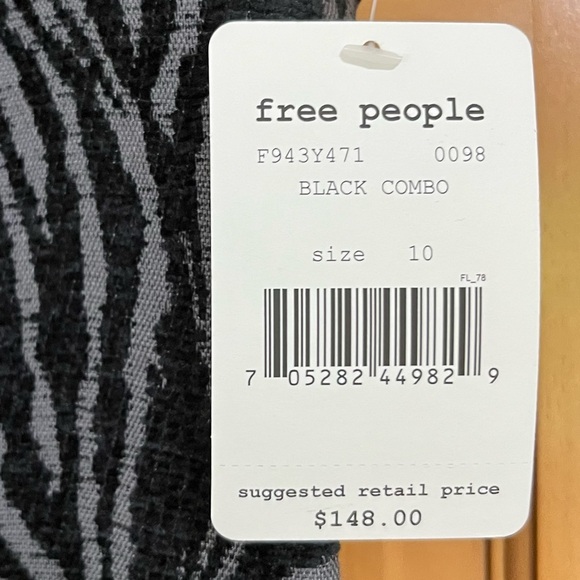 free people
F943Y471 0098
BLACK COMBO
size 10
FL_78
7 05282 44982 9
suggested retail price
$148.00